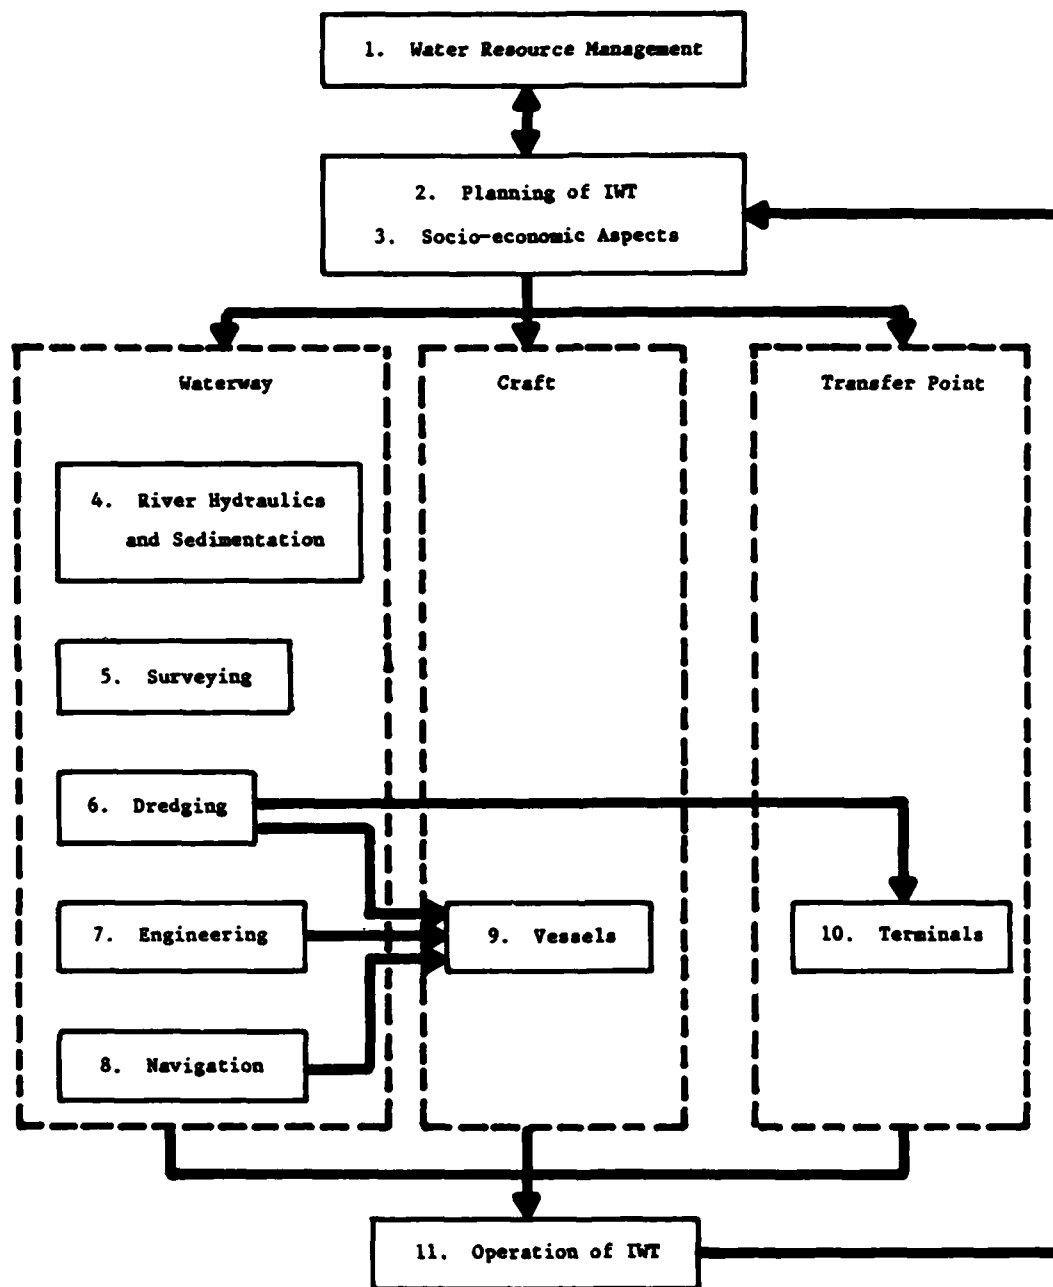 1. Water Resource Management
2. Planning of IWT
3. Socio-economic Aspects
Waterway
Craft
Transfer Point
4. River Hydraulics
and Sedimentation
5. Surveying
6. Dredging
7. Engineering
9. Vessels
10. Terminals
8. Navigation
11. Operation of IWT